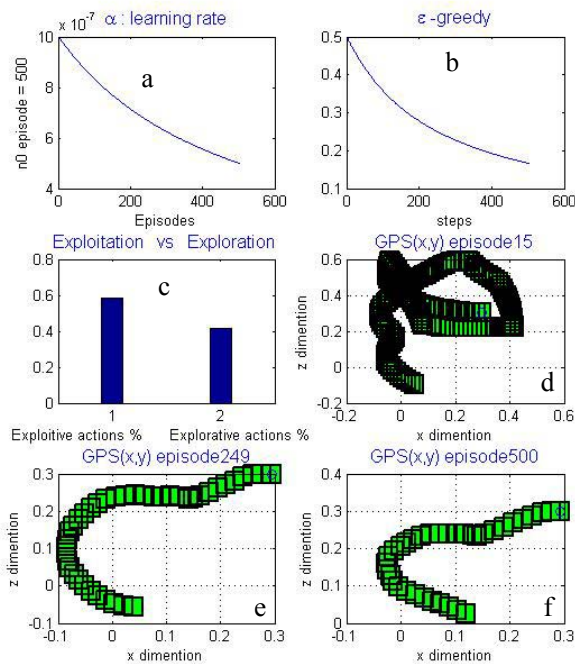 α : learning rate
x 10^-7
10
8
6
4
0 200 400 600
Episodes
n0 episode = 500
a
ε -greedy
0.5
0.4
0.3
0.2
0.1
0 200 400 600
steps
b
Exploitation vs Exploration
0.8
0.6
0.4
0.2
0
1 2
Exploitive actions % Explorative actions %
c
GPS(x,y) episode15
0.6
0.4
0.2
0
-0.2
-0.2 0 0.2 0.4 0.6
x dimention
z dimention
d
GPS(x,y) episode249
0.3
0.2
0.1
0
-0.1
-0.1 0 0.1 0.2 0.3
x dimention
z dimention
e
GPS(x,y) episode500
0.4
0.3
0.2
0.1
0
-0.1 0 0.1 0.2 0.3
x dimention
z dimention
f